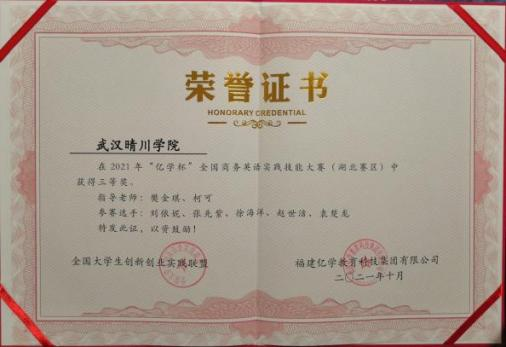 荣誉证书
HONORARY CREDENTIAL
武汉晴川学院
在2021年“亿学杯”全国商务英语实践技能大赛(湖北赛区)中
获得三等奖。
指导老师:樊金琪、柯可
参赛选手:刘依妮、张先紫、徐海洋、赵世洁、袁楚龙
特发此证,以资鼓励!
全国大学生创新创业实践联盟
福建亿学教育科技集团有限公司
二〇二一年十月